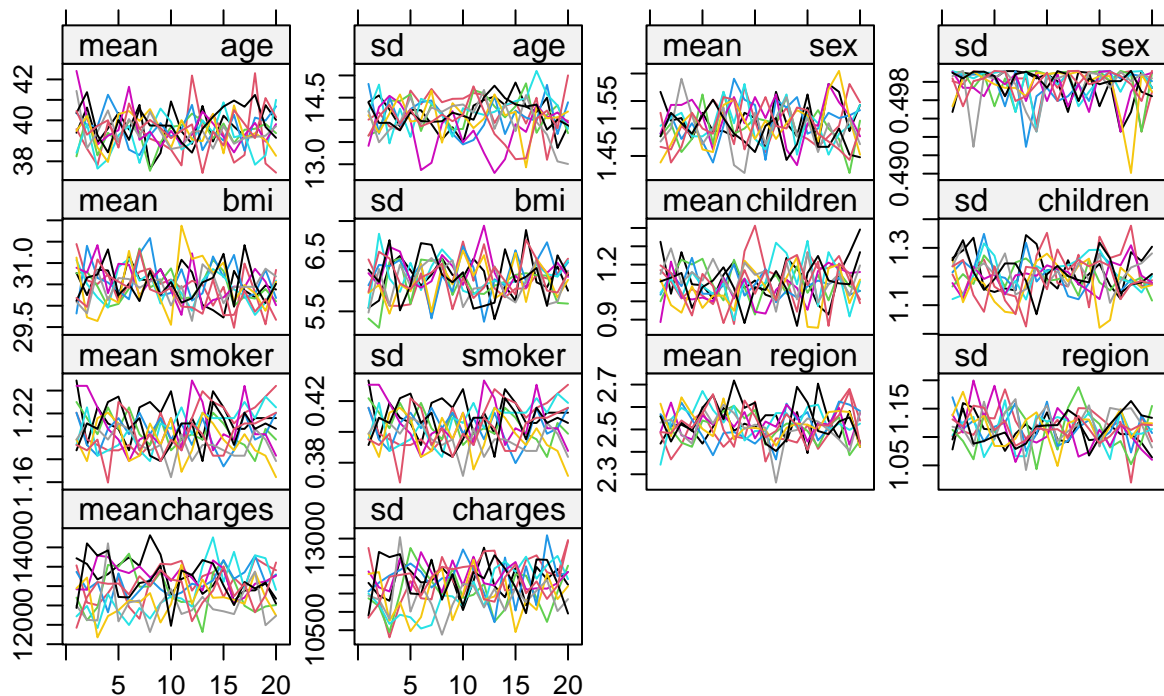 mean age
38 40 42
sd age
13.0 14.5
mean sex
1.45 1.55
sd sex
0.490 0.498
mean bmi
29.5 31.0
sd bmi
5.5 6.5
mean children
0.9 1.2
sd children
1.1 1.3
mean smoker
1.16 1.22
sd smoker
0.38 0.42
mean region
2.3 2.5 2.7
sd region
1.05 1.15
mean charges
12000 14000
sd charges
10500 13000
5 10 15 20
5 10 15 20